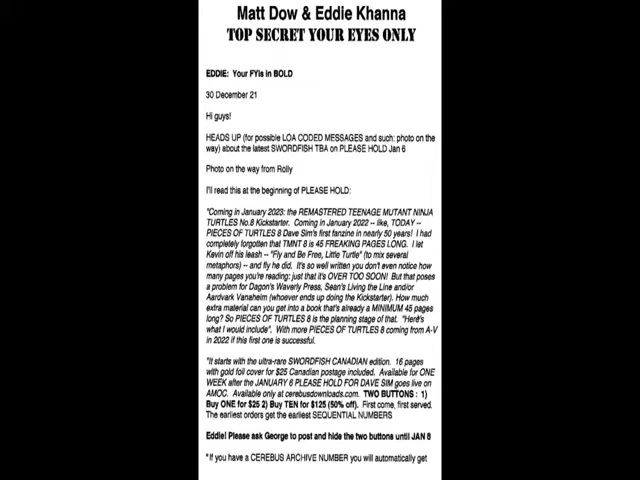 Matt Dow & Eddie Khanna
TOP SECRET YOUR EYES ONLY
EDDIE: Your FYIs in BOLD
30 December 21
Hi guys!
HEADS UP (for possible LOA CODED MESSAGES and such: photo on the
way) about the latest SWORDFISH TBA on PLEASE HOLD Jan 6
Photo on the way from Rolly
I'll read this at the beginning of PLEASE HOLD:
"Coming in January 2023: the REMASTERED TEENAGE MUTANT NINJA
TURTLES No.8 Kickstarter. Coming in January 2022 -- like, TODAY --
PIECES OF TURTLES 8 Dave Sim's first fanzine in nearly 50 years! I had
completely forgotten that TMNT 8 is 45 FREAKING PAGES LONG. I let
Kevin off his leash -- "Fly and Be Free, Little Turtle" (to mix several
metaphors) -- and fly he did. It's so well written you don't even notice how
many pages you're reading: just that it's OVER TOO SOON! But that poses
a problem for Dagon's Waverly Press, Sean's Living the Line and/or
Aardvark Vanaheim (whoever ends up doing the Kickstarter). How much
extra material can you get into a book that's already a MINIMUM 45 pages
long? So PIECES OF TURTLES 8 is the planning stage of that. "Here's
what I would include". With more PIECES OF TURTLES 8 coming from A-V
in 2022 if this first one is successful.
"It starts with the ultra-rare SWORDFISH CANADIAN edition. 16 pages
with gold foil cover for $25 Canadian postage included. Available for ONE
WEEK after the JANUARY 6 PLEASE HOLD FOR DAVE SIM goes live on
AMOC. Available only at cerebusdownloads.com. TWO BUTTONS : 1)
Buy ONE for $25 2) Buy TEN for $125 (50% off). First come, first served.
The earliest orders get the earliest SEQUENTIAL NUMBERS
Eddie! Please ask George to post and hide the two buttons until JAN 8
"If you have a CEREBUS ARCHIVE NUMBER you will automatically get